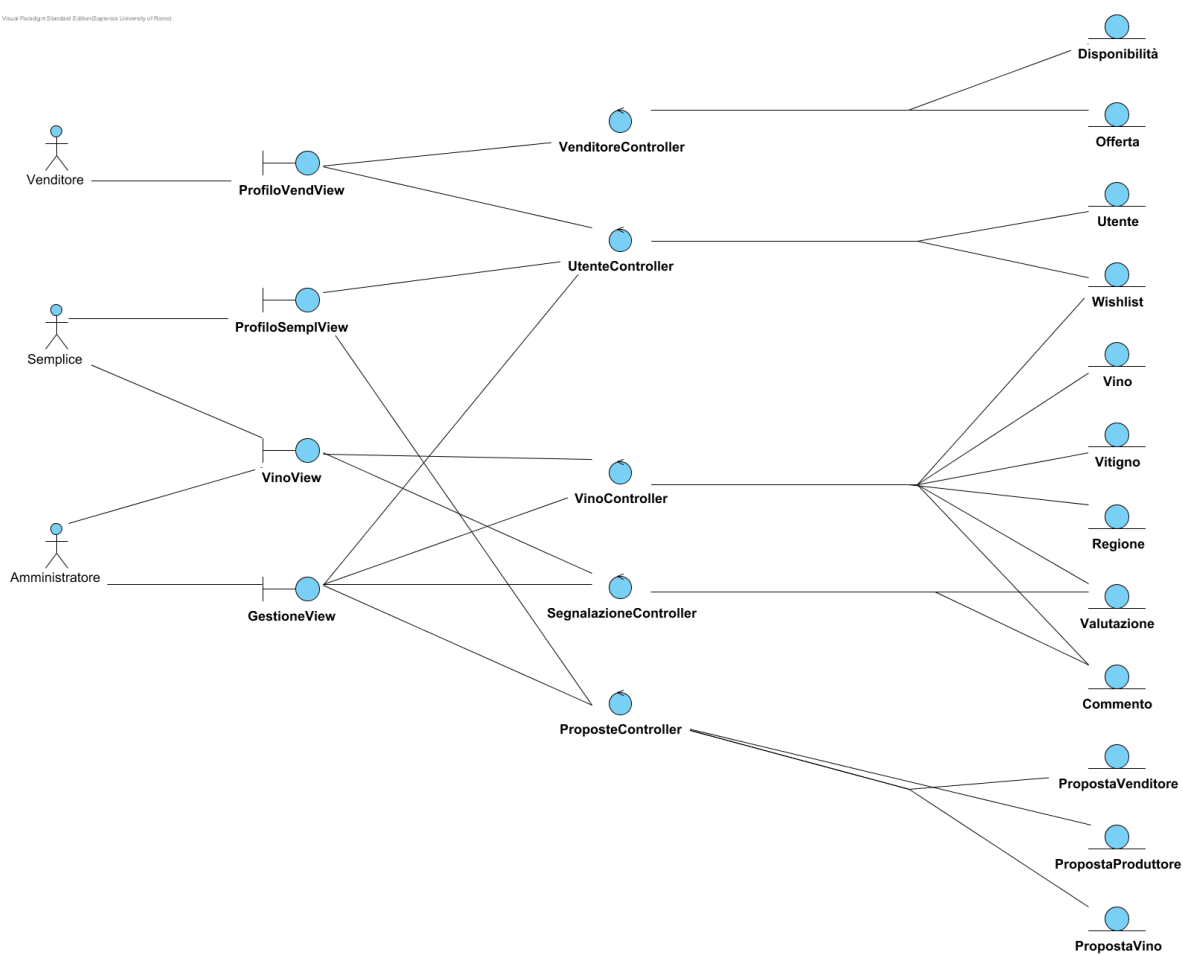 Visual Paradigm Standard Edition(Sapienza University of Rome)
Disponibilità
Offerta
VenditoreController
Venditore
ProfiloVendView
Utente
UtenteController
Wishlist
ProfiloSemplView
Semplice
Vino
Vitigno
VinoView
VinoController
Regione
Amministratore
GestioneView
SegnalazioneController
Valutazione
Commento
ProposteController
PropostaVenditore
PropostaProduttore
PropostaVino